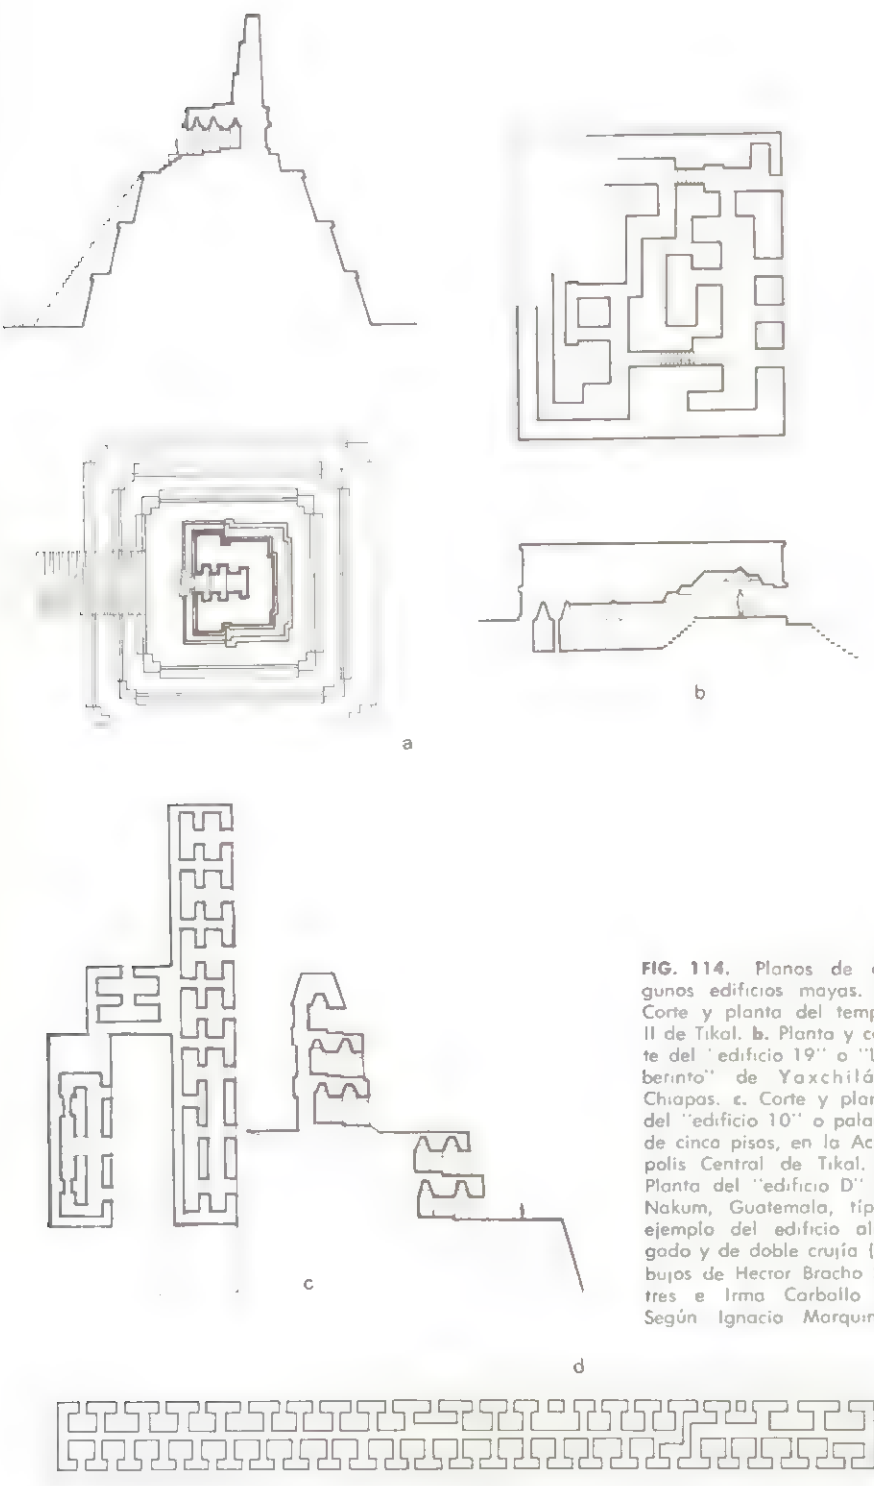 a
b
c
FIG. 114. Planos de
gunos edificios mayas.
Corte y planta del temp
II de Tikal. b. Planta y c
te del "edificio 19" o "L
berinto" de Yaxchilá
Chiapas. c. Corte y plan
del "edificio 10" o pala
de cinco pisos, en la Ac
polis Central de Tikal.
Planta del "edificio D"
Nakum, Guatemala, típ
ejemplo del edificio al
gado y de doble crujía (
bujos de Hector Bracho
tres e Irma Carballo
Según Ignacio Marqui
d